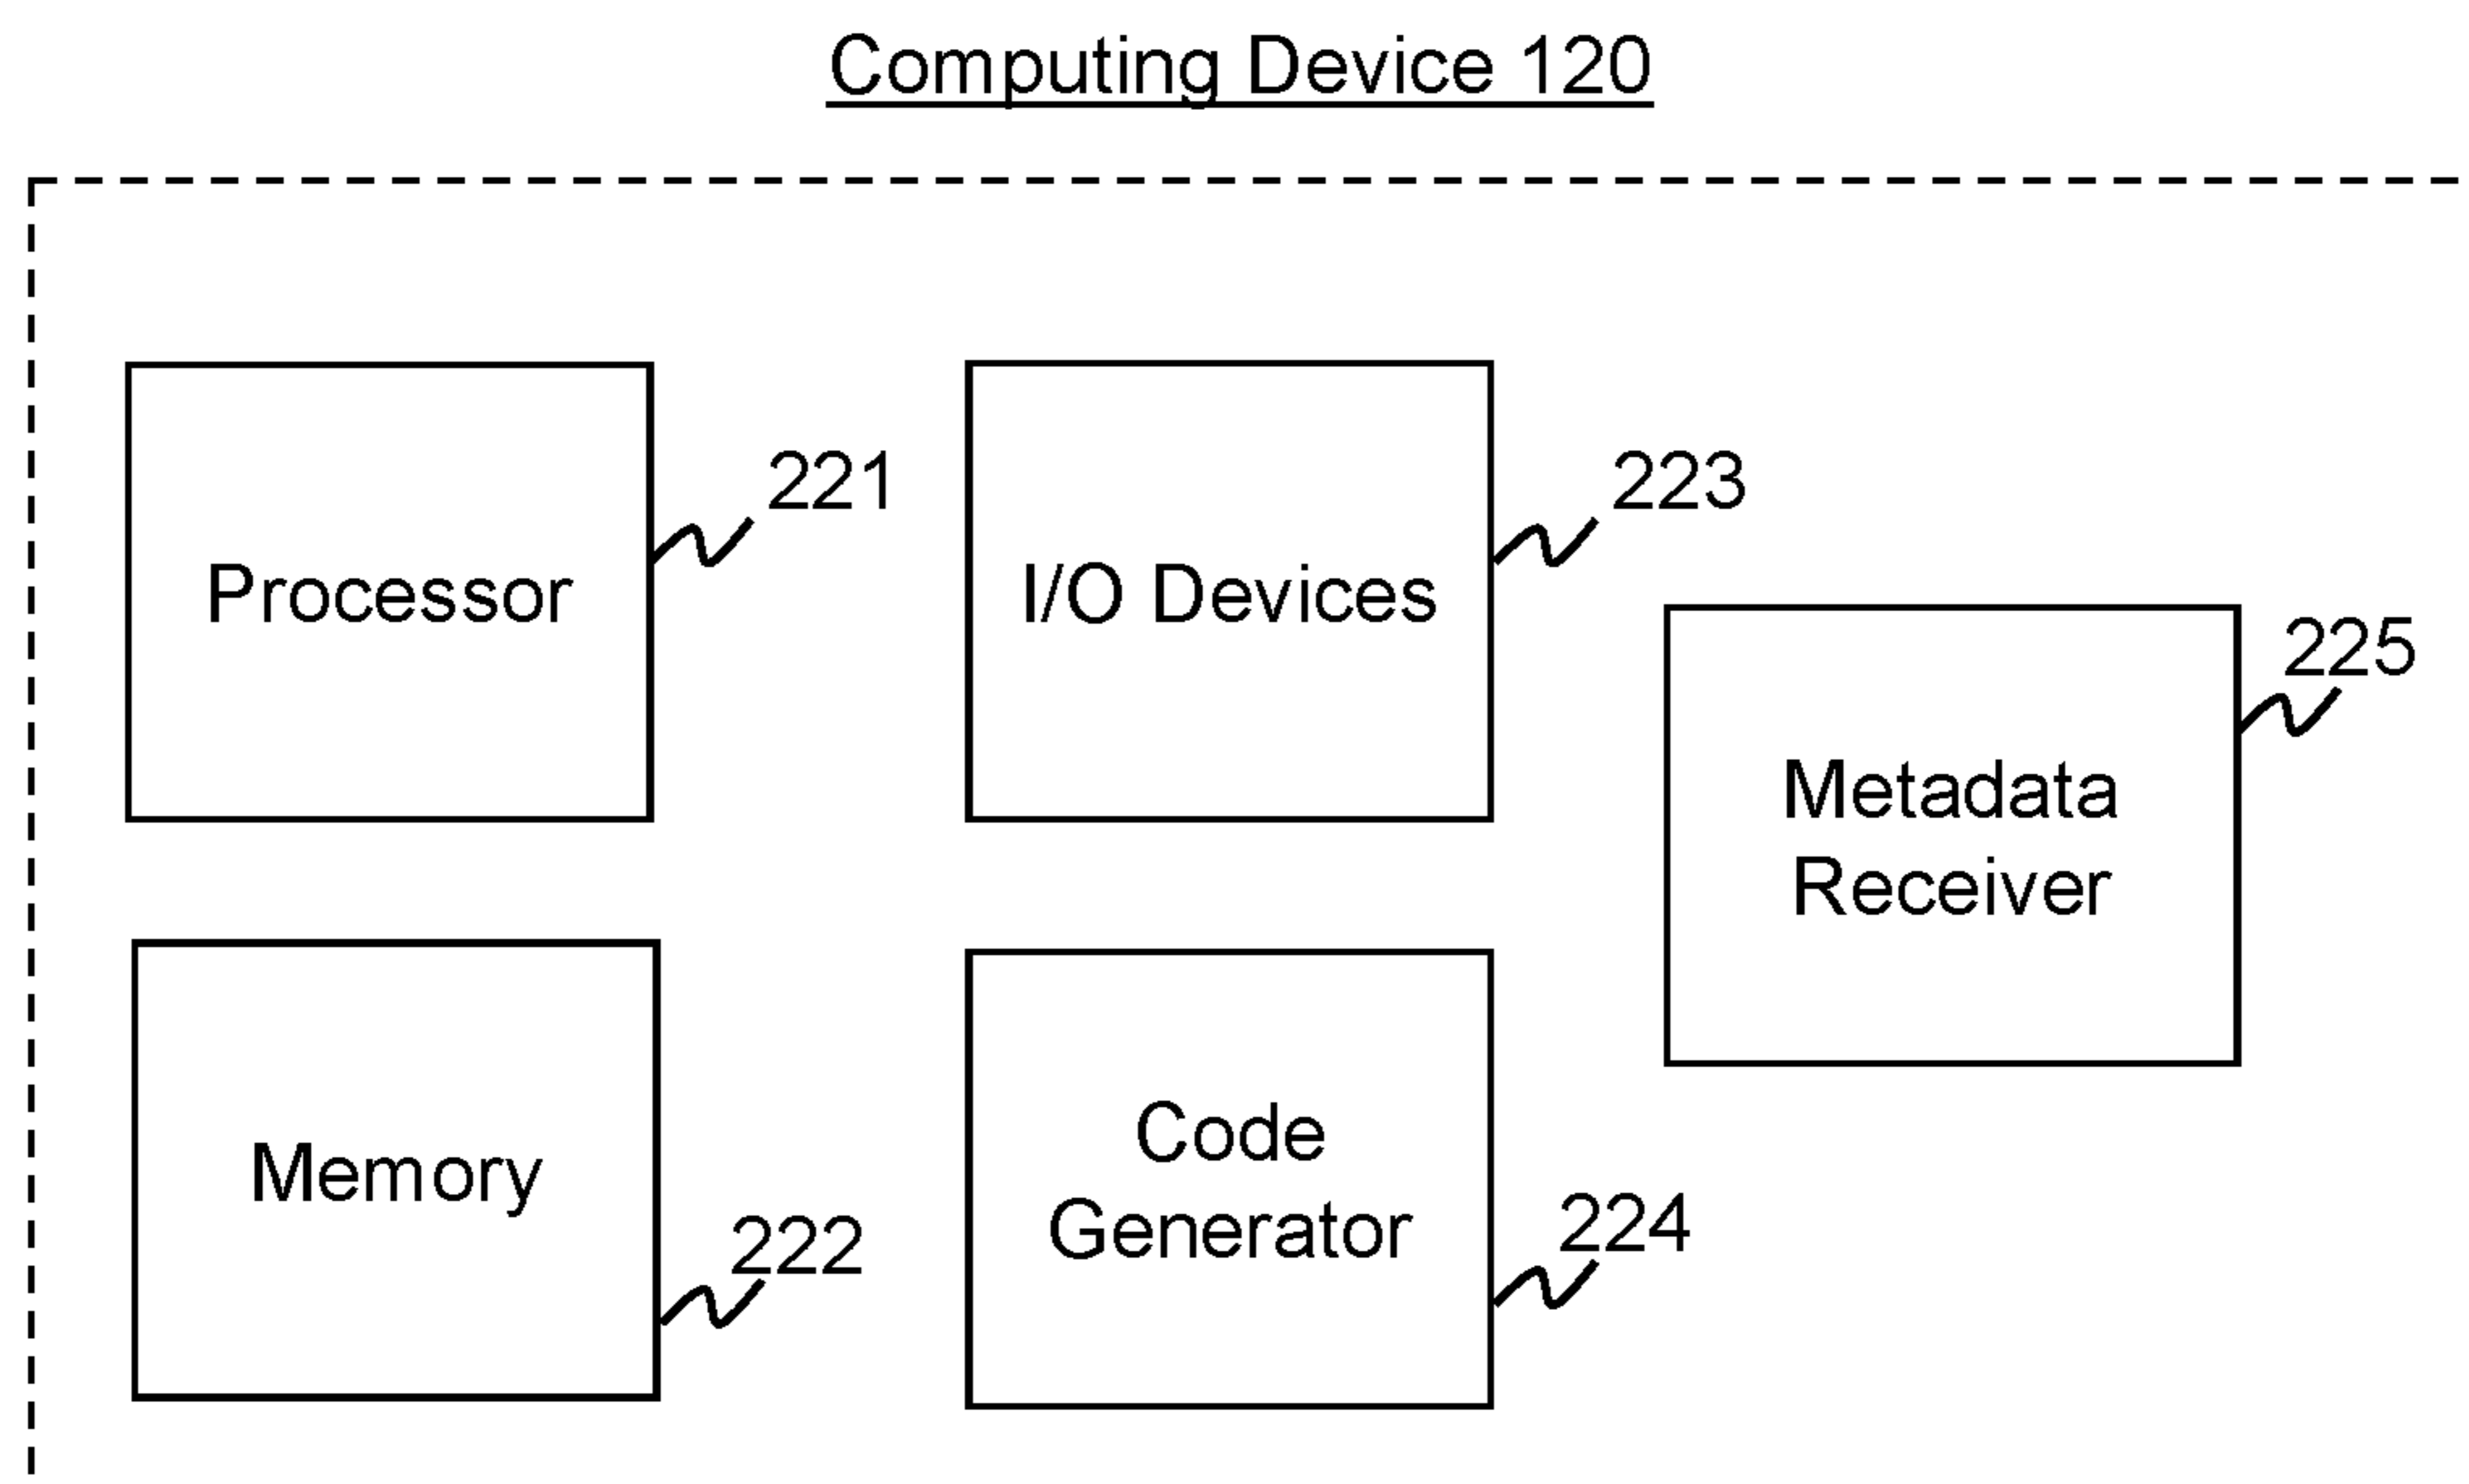 Computing Device 120
Processor
221
I/O Devices
223
Metadata
Receiver
225
Memory
222
Code
Generator
224